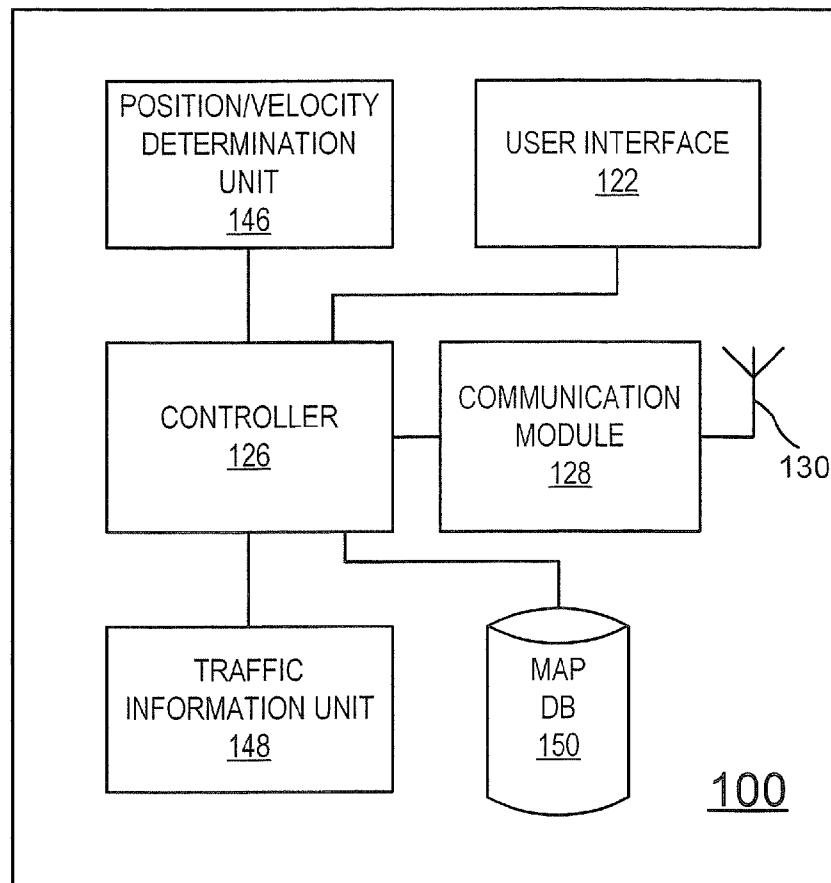 POSITION/VELOCITY
DETERMINATION
UNIT
146
USER INTERFACE
122
CONTROLLER
126
COMMUNICATION
MODULE
128
130
TRAFFIC
INFORMATION UNIT
148
MAP
DB
150
100